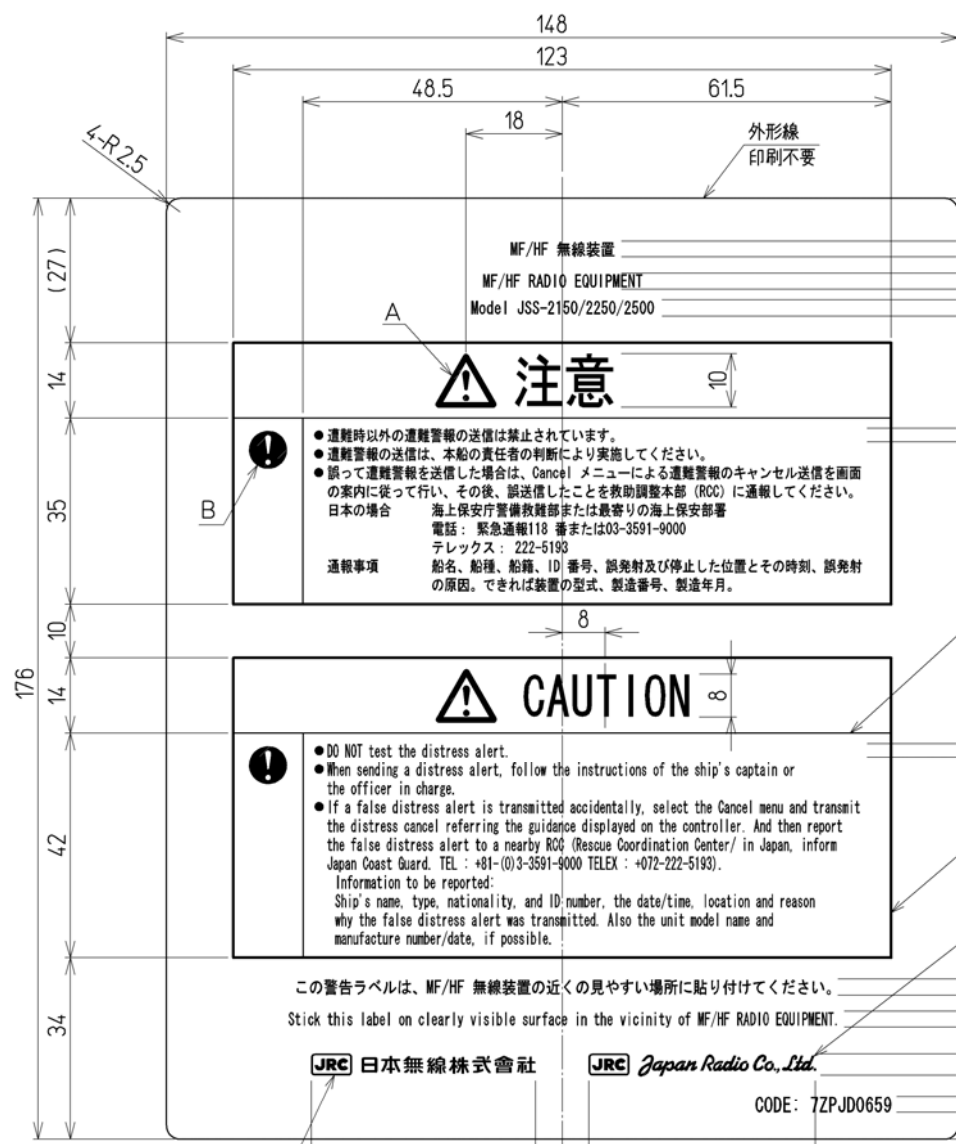 148
123
48.5
61.5
18
4-R2.5
外形線
印刷不要
(27)
MF/HF 無線装置
MF/HF RADIO EQUIPMENT
Model JSS-2150/2250/2500
A
14
注意
10
35
B
● 遭難時以外の遭難警報の送信は禁止されています。
● 遭難警報の送信は、本船の責任者の判断により実施してください。
● 誤って遭難警報を送信した場合は、Cancel メニューによる遭難警報のキャンセル送信を画面
の案内に従って行い、その後、誤送信したことを救助調整本部 (RCC) に通報してください。
日本の場合 海上保安庁警備救難部または最寄りの海上保安部署
電話： 緊急通報118 番または03-3591-9000
テレックス： 222-5193
通報事項 船名、船種、船籍、ID 番号、誤発射及び停止した位置とその時刻、誤発射
の原因。できれば装置の型式、製造番号、製造年月。
10
8
176
14
CAUTION
8
42
● DO NOT test the distress alert.
● When sending a distress alert, follow the instructions of the ship's captain or
the officer in charge.
● If a false distress alert is transmitted accidentally, select the Cancel menu and transmit
the distress cancel referring the guidance displayed on the controller. And then report
the false distress alert to a nearby RCC (Rescue Coordination Center/ in Japan, inform
Japan Coast Guard. TEL : +81-(0)3-3591-9000 TELEX : +072-222-5193).
Information to be reported:
Ship's name, type, nationality, and ID number, the date/time, location and reason
why the false distress alert was transmitted. Also the unit model name and
manufacture number/date, if possible.
34
この警告ラベルは、MF/HF 無線装置の近くの見やすい場所に貼り付けてください。
Stick this label on clearly visible surface in the vicinity of MF/HF RADIO EQUIPMENT.
JRC 日本無線株式會社 JRC Japan Radio Co., Ltd.
CODE: 7ZPJD0659